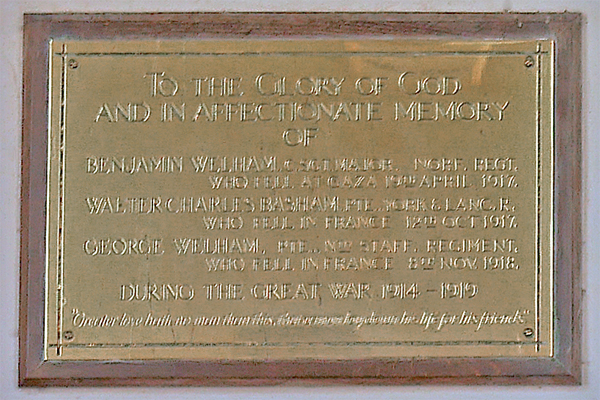 TO THE GLORY OF GOD
AND IN AFFECTIONATE MEMORY
OF
BENJAMIN WELHAM, C. SGT. MAJOR. NORF. REGT.
WHO FELL AT GAZA 19TH APRIL 1917.
WALTER CHARLES BASHAM, PTE. YORK & LANC. R.
WHO FELL IN FRANCE 12TH OCT 1917.
GEORGE WELHAM, PTE., NTH STAFF. REGIMENT.
WHO FELL IN FRANCE 8TH NOV. 1918.
DURING THE GREAT WAR 1914 – 1919
"Greater love hath no man than this, that a man lay down his life for his friends."